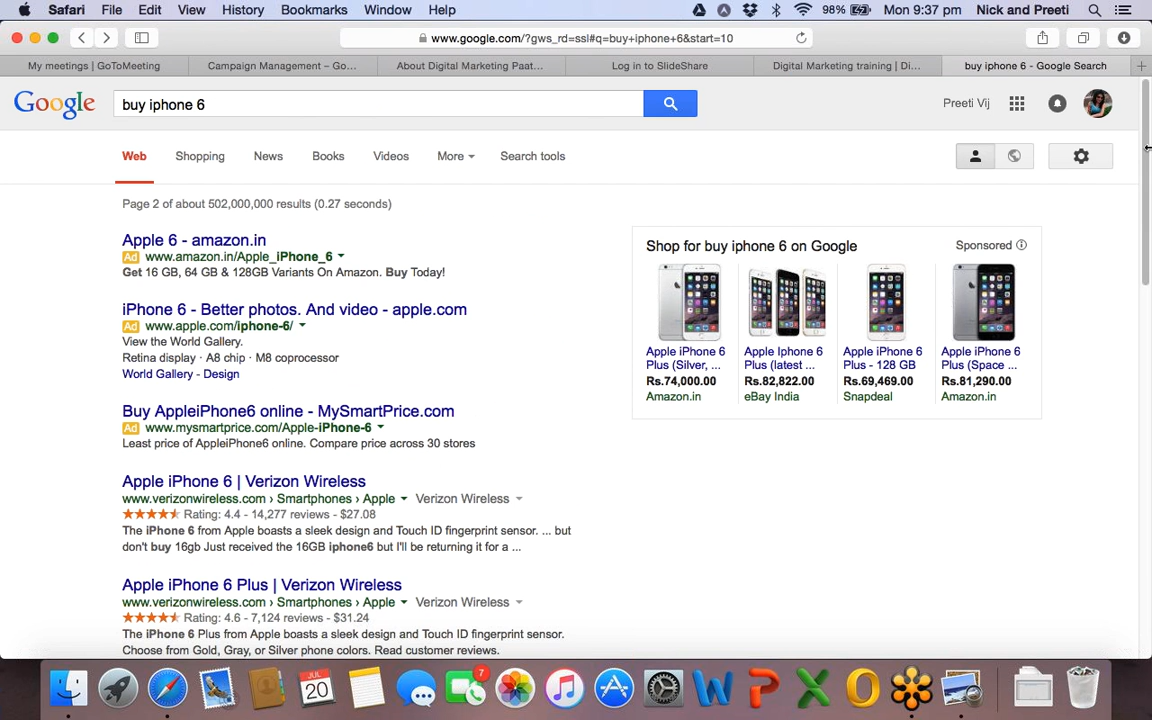 Safari File Edit View History Bookmarks Window Help 98% Mon 9:37 pm Nick and Preeti
www.google.com/?gws_rd=ssl#q=buy+iphone+6&start=10
My meetings | GoToMeeting Campaign Management – Go... About Digital Marketing Paat... Log in to SlideShare Digital Marketing training | Di... buy iphone 6 - Google Search
Google buy iphone 6 Preeti Vij
Web Shopping News Books Videos More Search tools
Page 2 of about 502,000,000 results (0.27 seconds)
Apple 6 - amazon.in
Ad www.amazon.in/Apple_iPhone_6
Get 16 GB, 64 GB & 128GB Variants On Amazon. Buy Today!
iPhone 6 - Better photos. And video - apple.com
Ad www.apple.com/iphone-6/
View the World Gallery.
Retina display · A8 chip · M8 coprocessor
World Gallery - Design
Buy AppleiPhone6 online - MySmartPrice.com
Ad www.mysmartprice.com/Apple-iPhone-6
Least price of AppleiPhone6 online. Compare price across 30 stores
Apple iPhone 6 | Verizon Wireless
www.verizonwireless.com › Smartphones › Apple Verizon Wireless
Rating: 4.4 - 14,277 reviews - $27.08
The iPhone 6 from Apple boasts a sleek design and Touch ID fingerprint sensor. ... but
don't buy 16gb Just received the 16GB iphone6 but I'll be returning it for a ...
Apple iPhone 6 Plus | Verizon Wireless
www.verizonwireless.com › Smartphones › Apple Verizon Wireless
Rating: 4.6 - 7,124 reviews - $31.24
The iPhone 6 Plus from Apple boasts a sleek design and Touch ID fingerprint sensor.
Choose from Gold, Gray, or Silver phone colors. Read customer reviews.
Shop for buy iphone 6 on Google Sponsored
Apple iPhone 6 Apple Iphone 6 Apple iPhone 6 Apple iPhone 6
Plus (Silver, ... Plus (latest ... Plus - 128 GB Plus (Space ...
Rs.74,000.00 Rs.82,822.00 Rs.69,469.00 Rs.81,290.00
Amazon.in eBay India Snapdeal Amazon.in
JUL
20
7